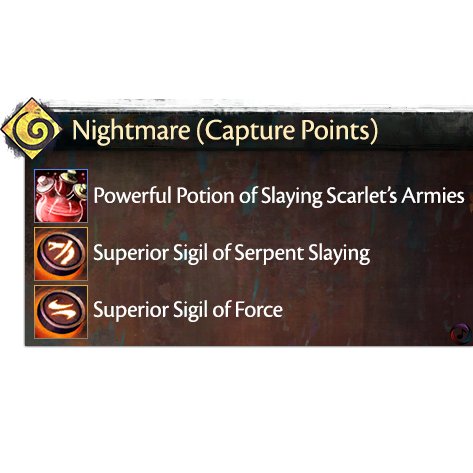 Nightmare (Capture Points)
Powerful Potion of Slaying Scarlet's Armies
Superior Sigil of Serpent Slaying
Superior Sigil of Force